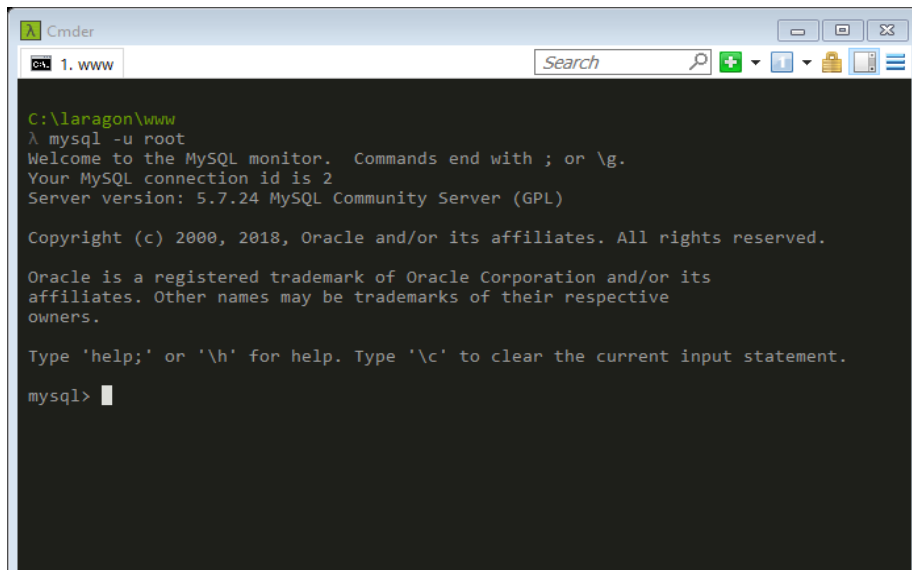 λ Cmder
1. www
Search
C:\laragon\www
λ mysql -u root
Welcome to the MySQL monitor.  Commands end with ; or \g.
Your MySQL connection id is 2
Server version: 5.7.24 MySQL Community Server (GPL)
Copyright (c) 2000, 2018, Oracle and/or its affiliates. All rights reserved.
Oracle is a registered trademark of Oracle Corporation and/or its
affiliates. Other names may be trademarks of their respective
owners.
Type 'help;' or '\h' for help. Type '\c' to clear the current input statement.
mysql>